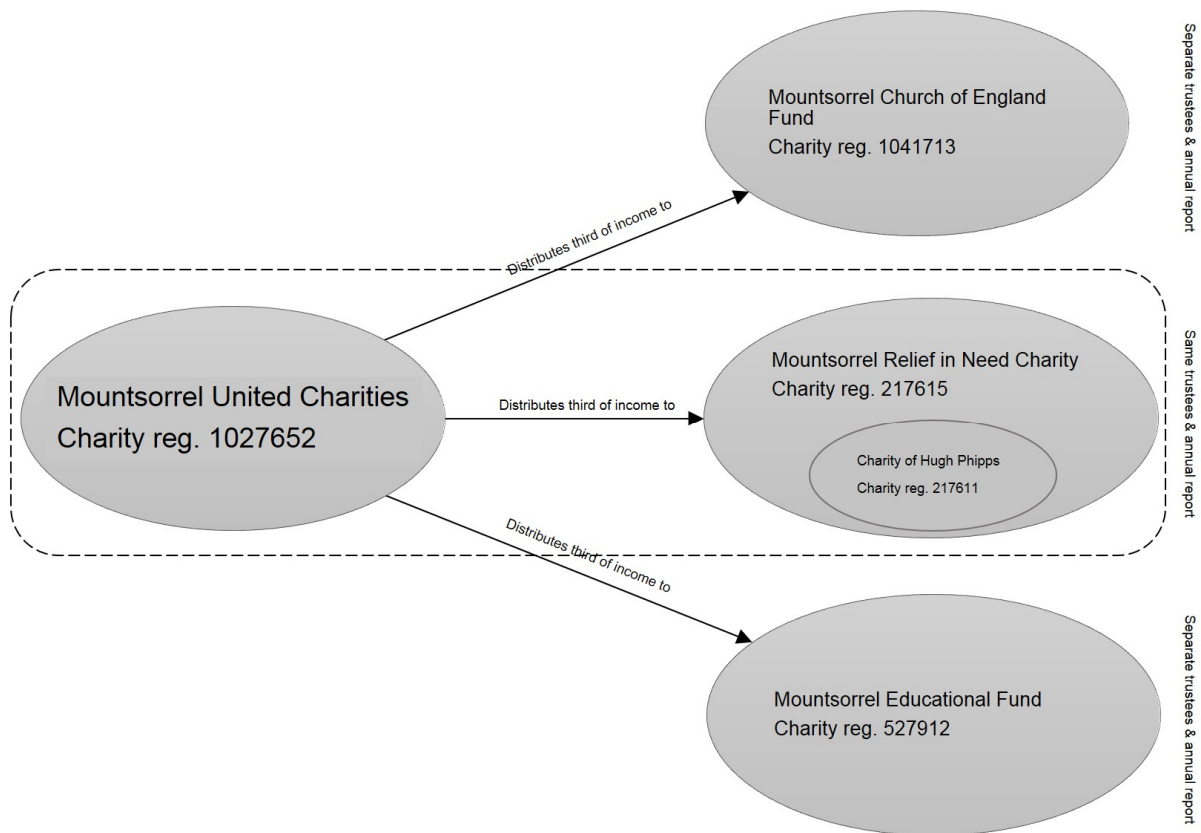 Mountsorrel Church of England
Fund
Charity reg. 1041713
Separate trustees & annual report
Distributes third of income to
Mountsorrel United Charities
Charity reg. 1027652
Distributes third of income to
Mountsorrel Relief in Need Charity
Charity reg. 217615
Charity of Hugh Phipps
Charity reg. 217611
Same trustees & annual report
Distributes third of income to
Mountsorrel Educational Fund
Charity reg. 527912
Separate trustees & annual report